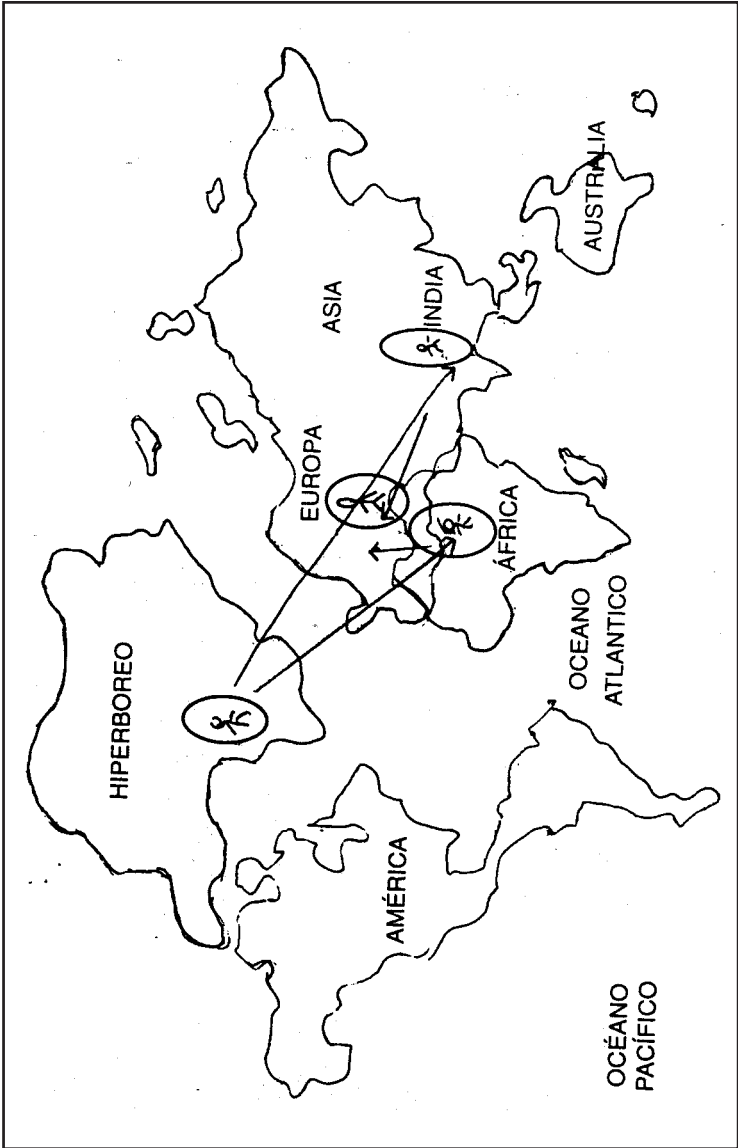 HIPERBOREO
EUROPA
ASIA
INDIA
AMÉRICA
ÁFRICA
AUSTRALIA
OCEANO
ATLANTICO
OCÉANO
PACÍFICO